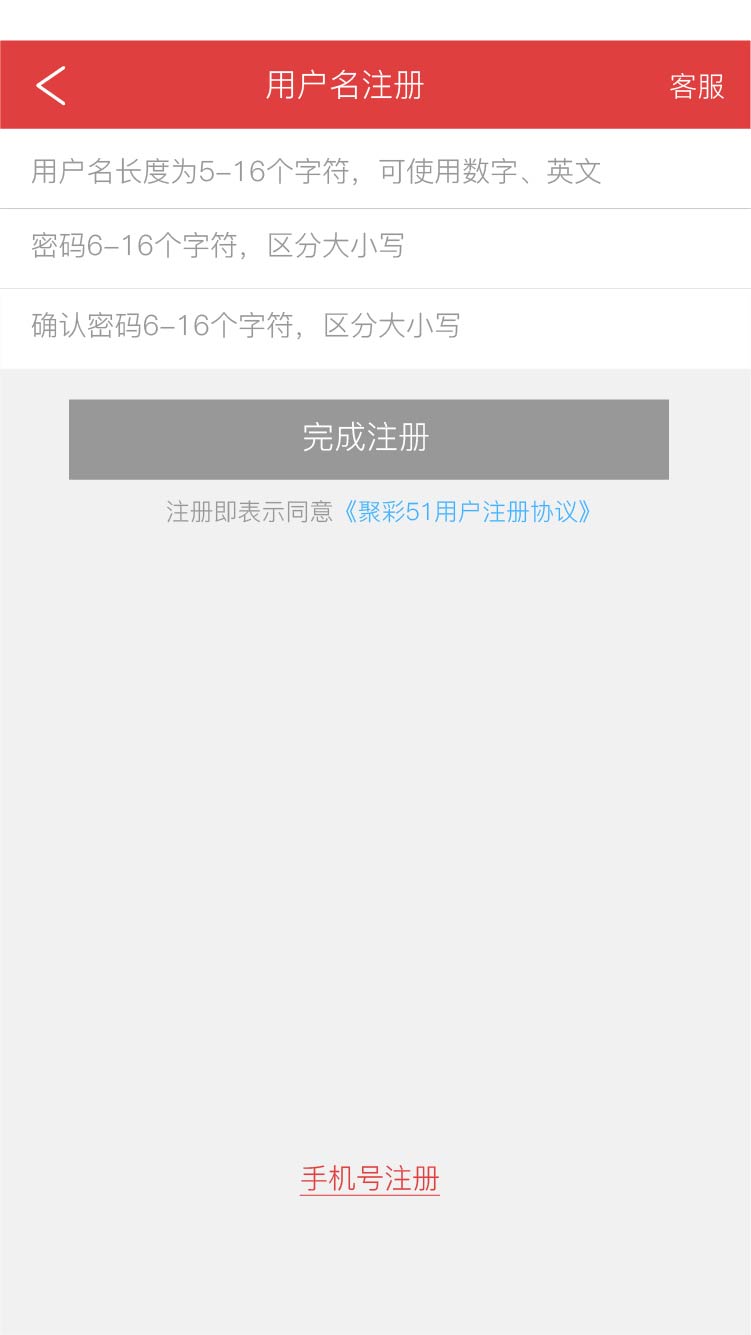 用户名注册
客服
用户名长度为5-16个字符，可使用数字、英文
密码6-16个字符，区分大小写
确认密码6-16个字符，区分大小写
完成注册
注册即表示同意《聚彩51用户注册协议》
手机号注册